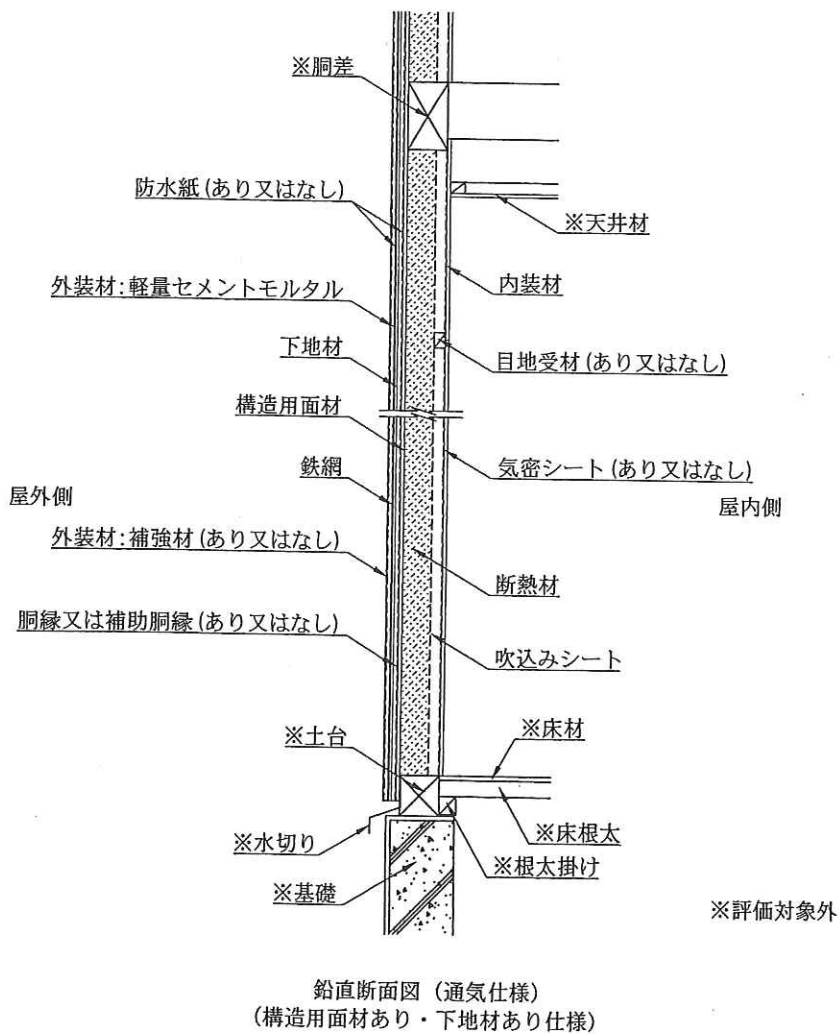 ※胴差
防水紙(あり又はなし)
※天井材
外装材:軽量セメントモルタル
内装材
下地材
目地受材(あり又はなし)
構造用面材
鉄網
気密シート(あり又はなし)
屋外側
屋内側
外装材:補強材(あり又はなし)
断熱材
胴縁又は補助胴縁(あり又はなし)
吹込みシート
※土台
※床材
※水切り
※床根太
※根太掛け
※基礎
※評価対象外
鉛直断面図(通気仕様)
(構造用面材あり・下地材あり仕様)